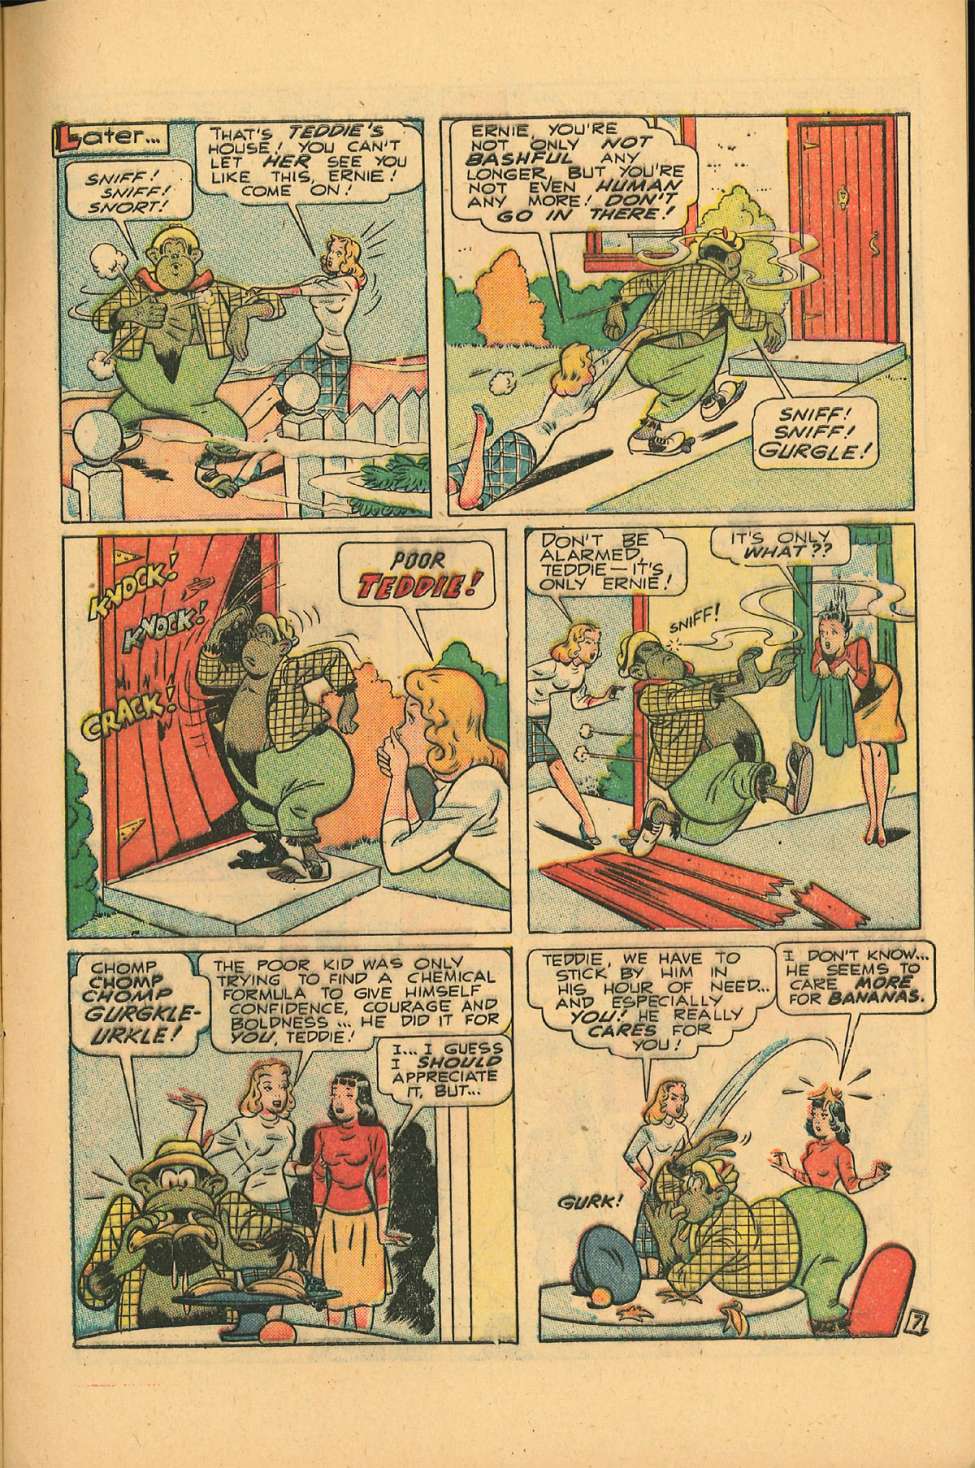 Later...
SNIFF!
SNIFF!
SNORT!
THAT'S TEDDIE'S
HOUSE! YOU CAN'T
LET HER SEE YOU
LIKE THIS, ERNIE!
COME ON!
ERNIE, YOU'RE
NOT ONLY NOT
BASHFUL ANY
LONGER, BUT YOU'RE
NOT EVEN HUMAN
ANY MORE! DON'T
GO IN THERE!
SNIFF!
SNIFF!
GURGLE!
KNOCK!
KNOCK!
CRACK!
POOR
TEDDIE!
DON'T BE
ALARMED,
TEDDIE — IT'S
ONLY ERNIE!
SNIFF!
IT'S ONLY
WHAT??
CHOMP
CHOMP
CHOMP
GURGKLE-
URKLE!
THE POOR KID WAS ONLY
TRYING TO FIND A CHEMICAL
FORMULA TO GIVE HIMSELF
CONFIDENCE, COURAGE AND
BOLDNESS... HE DID IT FOR
YOU, TEDDIE!
I... I GUESS
I SHOULD
APPRECIATE
IT, BUT...
TEDDIE, WE HAVE TO
STICK BY HIM IN
HIS HOUR OF NEED...
AND ESPECIALLY
YOU! HE REALLY
CARES FOR
YOU!
I DON'T KNOW...
HE SEEMS TO
CARE MORE
FOR BANANAS.
GURK!
7